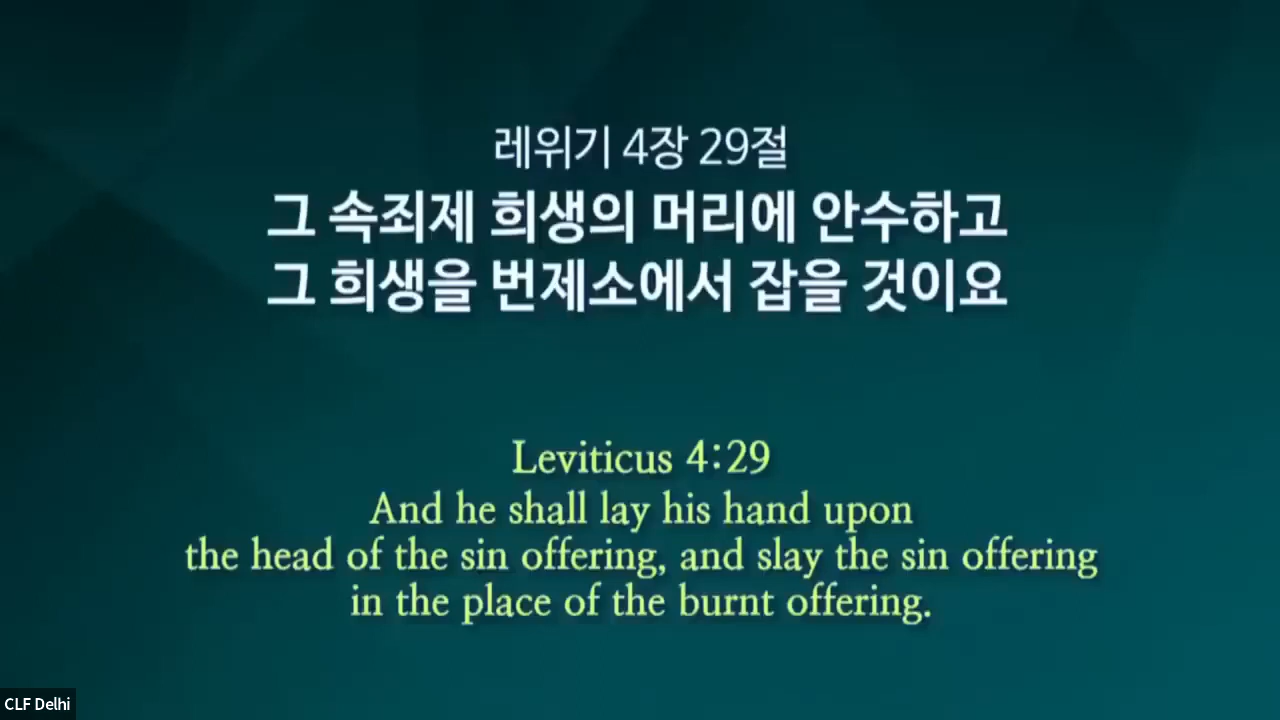 레위기 4장 29절
그 속죄제 희생의 머리에 안수하고
그 희생을 번제소에서 잡을 것이요
Leviticus 4:29
And he shall lay his hand upon
the head of the sin offering, and slay the sin offering
in the place of the burnt offering.
CLF Delhi